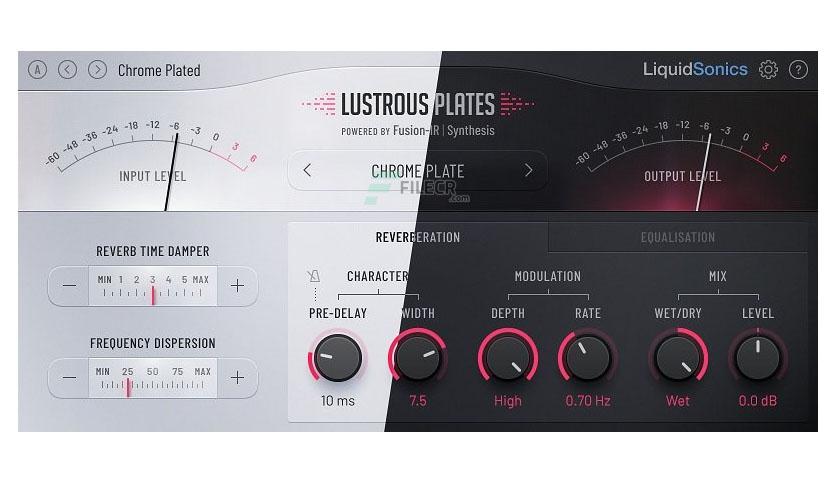 A
Chrome Plated
LiquidSonics
?
LUSTROUS PLATES
POWERED BY Fusion-IR | Synthesis
-60 -48 -36 -24 -18 -12 -6 -3 0 3 6
INPUT LEVEL
-60 -48 -36 -24 -18 -12 -6 -3 0 3 6
OUTPUT LEVEL
CHROME PLATE
FILECR
.com
REVERB TIME DAMPER
MIN 1 2 3 4 5 MAX
FREQUENCY DISPERSION
MIN 25 50 75 MAX
REVERBERATION
EQUALISATION
CHARACTER
MODULATION
MIX
PRE-DELAY WIDTH DEPTH RATE WET/DRY LEVEL
10 ms 7.5 High 0.70 Hz Wet 0.0 dB